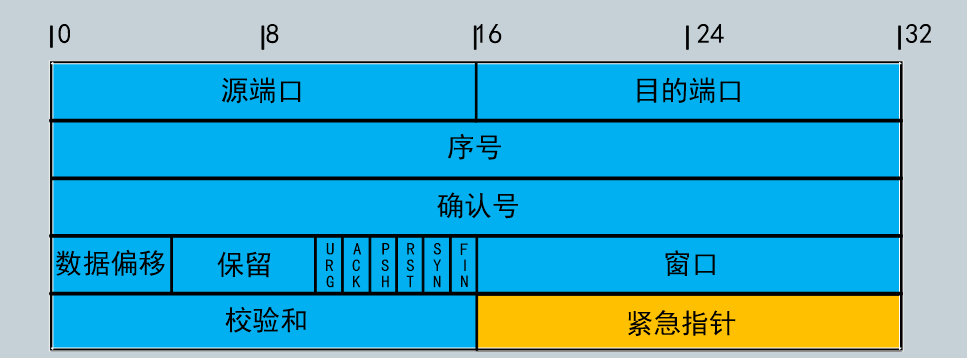 0 8 16 24 32
源端口 目的端口
序号
确认号
数据偏移 保留 URG ACK PSH RST SYN FIN 窗口
校验和 紧急指针